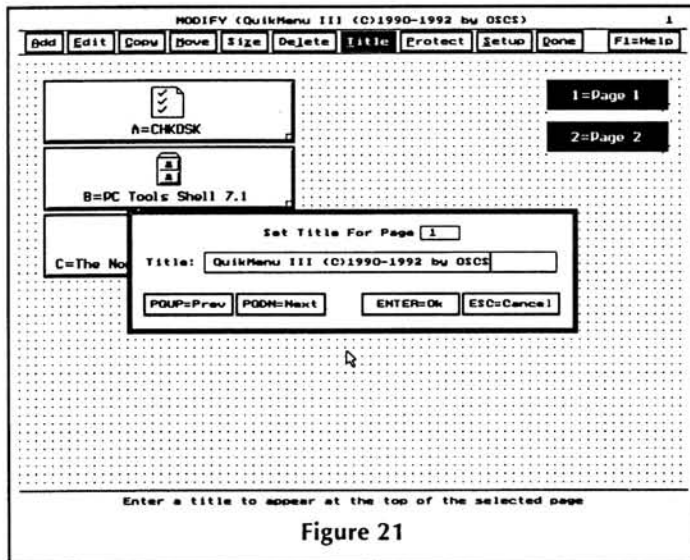 MODIFY (QuikMenu III (C)1990-1992 by OSCS) 1
Add Edit Copy Move Size Delete Title Protect Setup Done F1=Help
A=CHKDSK
1=Page 1
2=Page 2
B=PC Tools Shell 7.1
C=The No
Set Title For Page 1
Title: QuikMenu III (C)1990-1992 by OSCS
PGUP=Prev PGDN=Next ENTER=Ok ESC=Cancel
Enter a title to appear at the top of the selected page
Figure 21